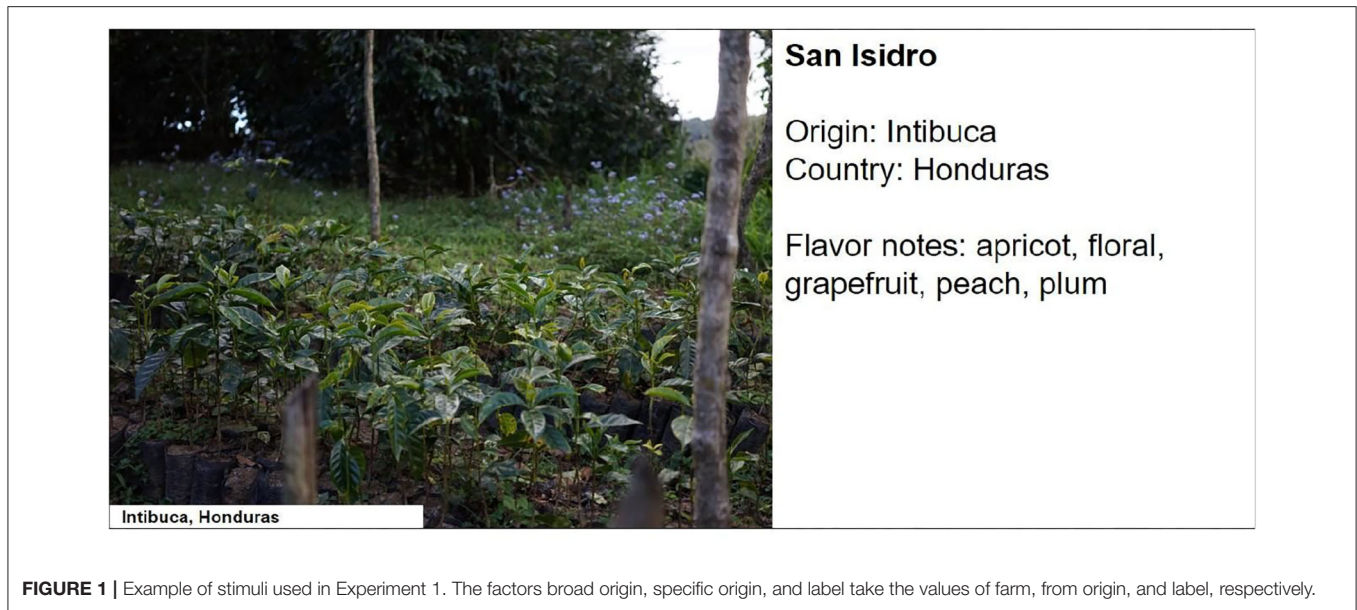 San Isidro
Origin: Intibuca
Country: Honduras
Flavor notes: apricot, floral,
grapefruit, peach, plum
Intibuca, Honduras
FIGURE 1 | Example of stimuli used in Experiment 1. The factors broad origin, specific origin, and label take the values of farm, from origin, and label, respectively.